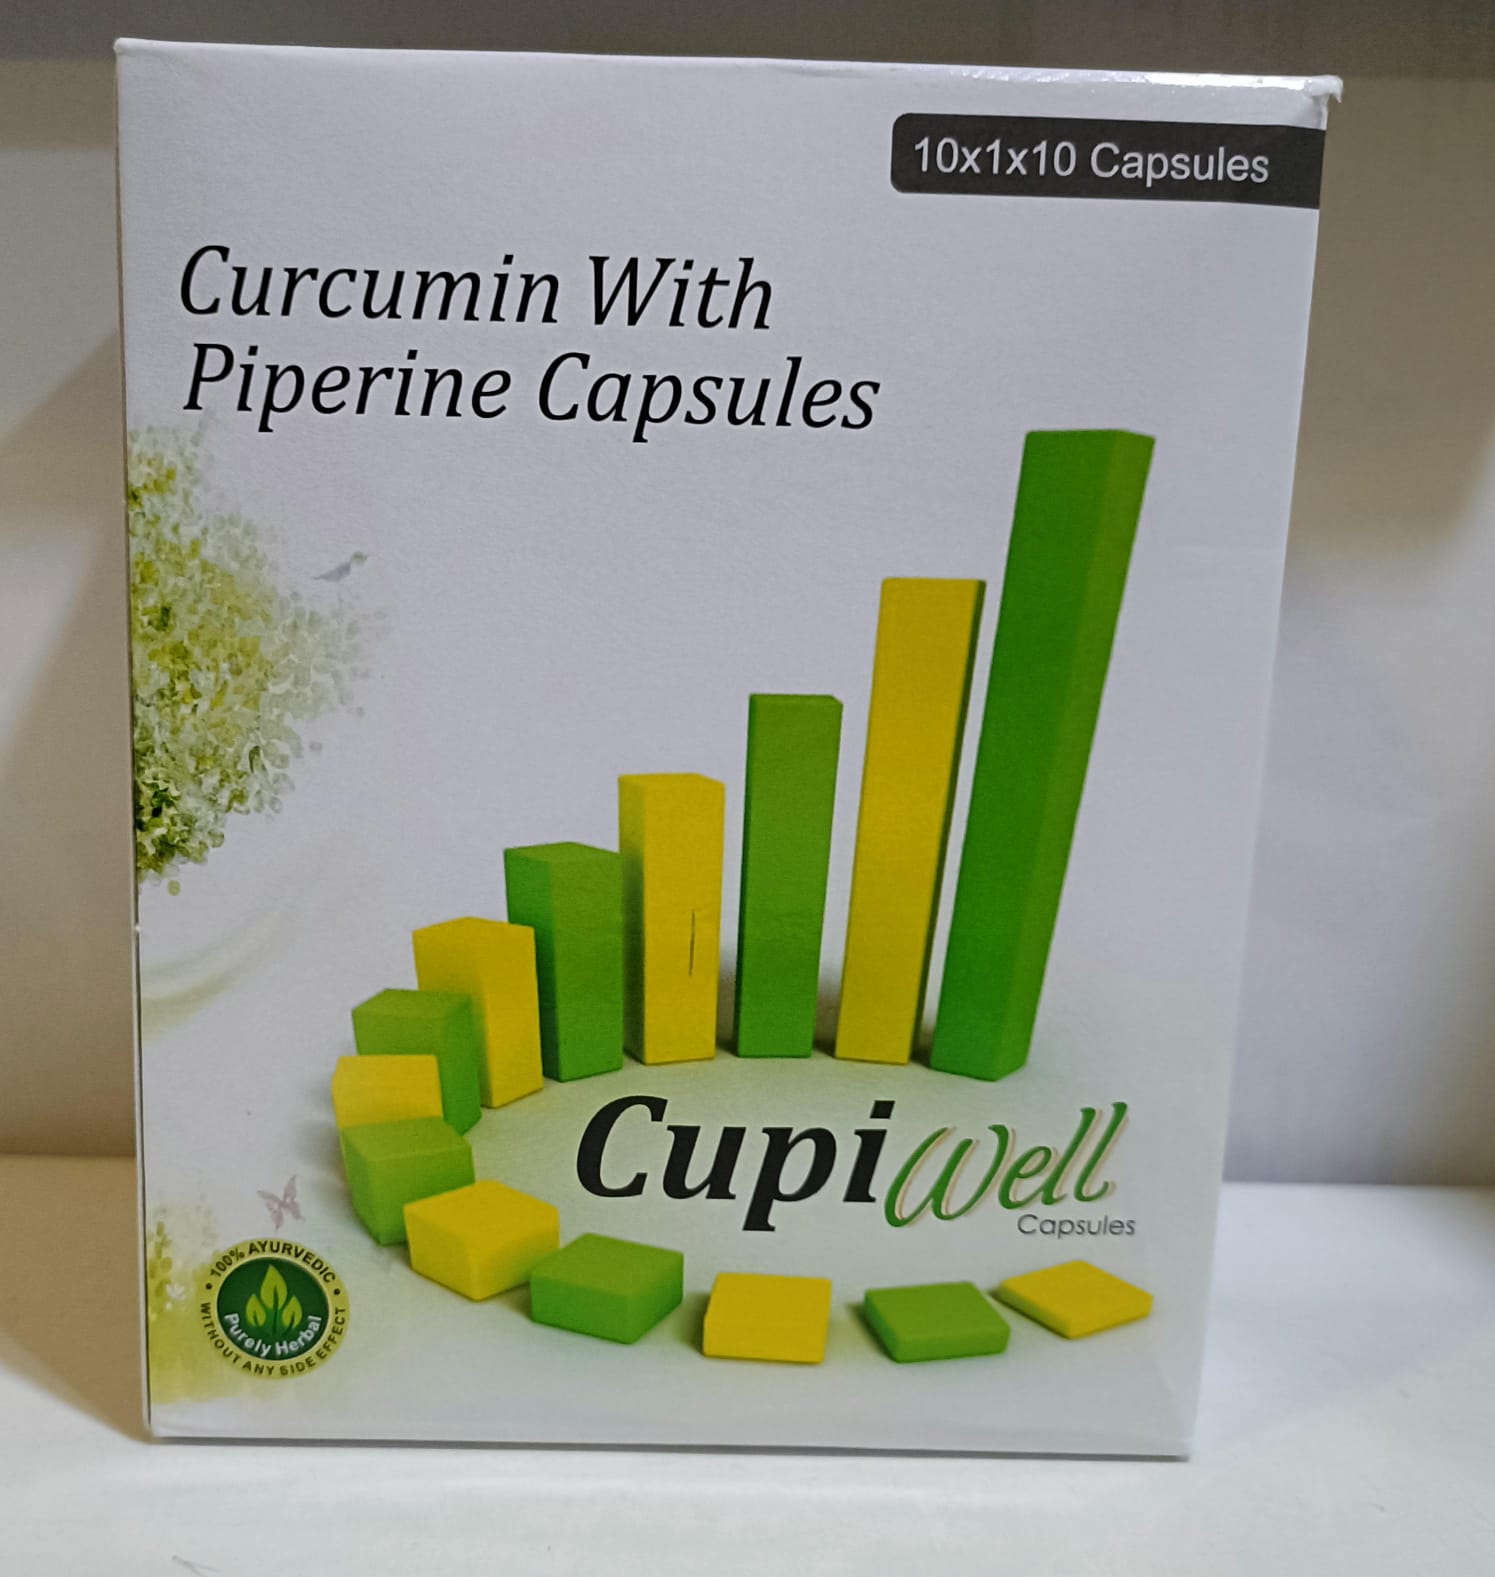 10x1x10 Capsules
Curcumin With
Piperine Capsules
CupiWell
Capsules
100% AYURVEDIC
Purely Herbal
WITHOUT ANY SIDE EFFECT